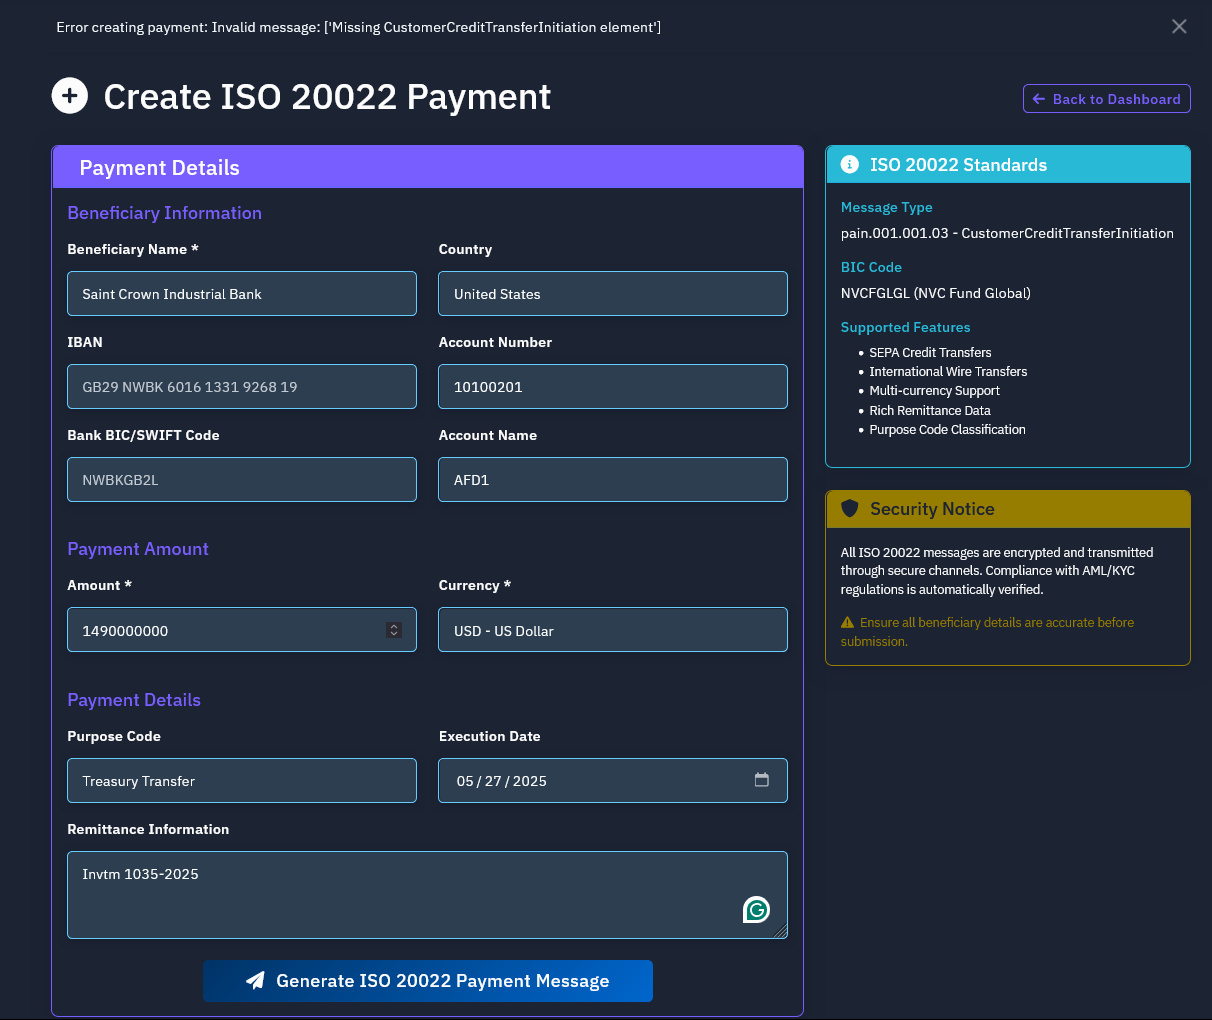 Error creating payment: Invalid message: ['Missing CustomerCreditTransferInitiation element']
Create ISO 20022 Payment
Back to Dashboard
Payment Details
Beneficiary Information
Beneficiary Name *
Country
Saint Crown Industrial Bank
United States
IBAN
Account Number
GB29 NWBK 6016 1331 9268 19
10100201
Bank BIC/SWIFT Code
Account Name
NWBKGB2L
AFD1
Payment Amount
Amount *
Currency *
1490000000
USD - US Dollar
Payment Details
Purpose Code
Execution Date
Treasury Transfer
05 / 27 / 2025
Remittance Information
Invtm 1035-2025
Generate ISO 20022 Payment Message
ISO 20022 Standards
Message Type
pain.001.001.03 - CustomerCreditTransferInitiation
BIC Code
NVCFGLGL (NVC Fund Global)
Supported Features
• SEPA Credit Transfers
• International Wire Transfers
• Multi-currency Support
• Rich Remittance Data
• Purpose Code Classification
Security Notice
All ISO 20022 messages are encrypted and transmitted
through secure channels. Compliance with AML/KYC
regulations is automatically verified.
Ensure all beneficiary details are accurate before
submission.